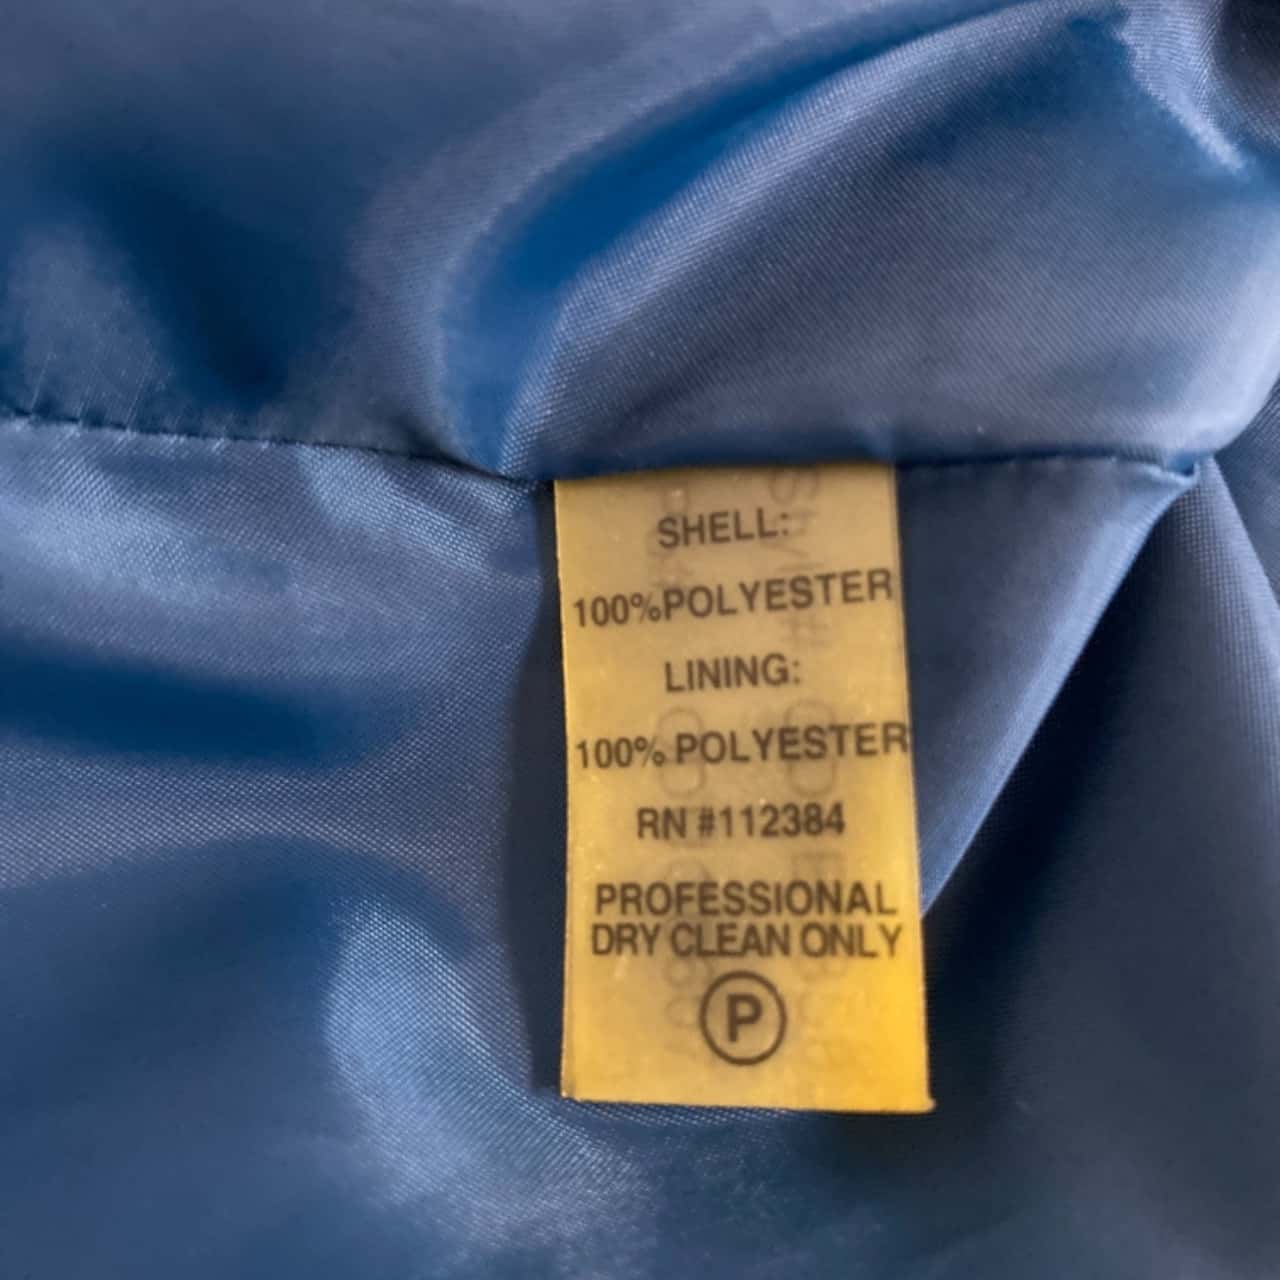 SHELL:
100%POLYESTER
LINING:
100% POLYESTER
RN #112384
PROFESSIONAL
DRY CLEAN ONLY
P